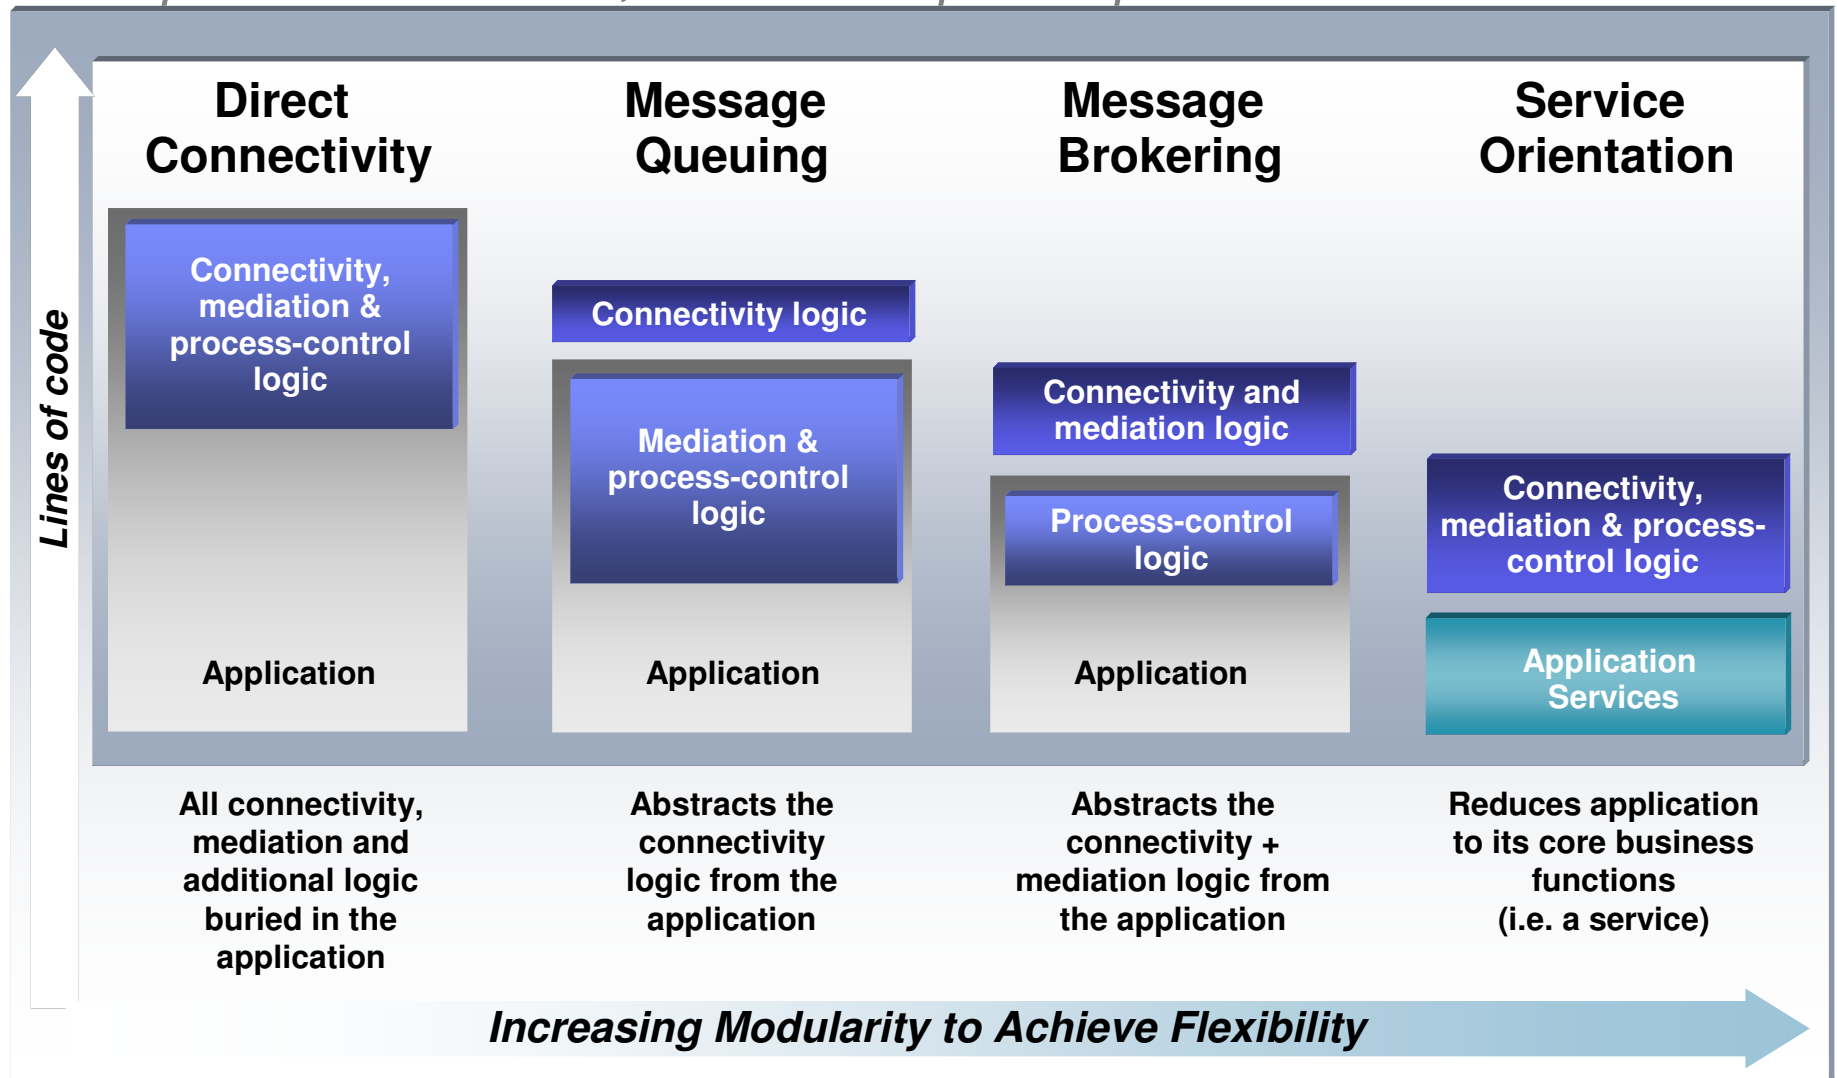 Direct
Connectivity
Message
Queuing
Message
Brokering
Service
Orientation
Lines of code
Connectivity,
mediation &
process-control
logic
Application
Connectivity logic
Mediation &
process-control
logic
Application
Connectivity and
mediation logic
Process-control
logic
Application
Connectivity,
mediation & process-
control logic
Application
Services
All connectivity,
mediation and
additional logic
buried in the
application
Abstracts the
connectivity
logic from the
application
Abstracts the
connectivity +
mediation logic from
the application
Reduces application
to its core business
functions
(i.e. a service)
Increasing Modularity to Achieve Flexibility